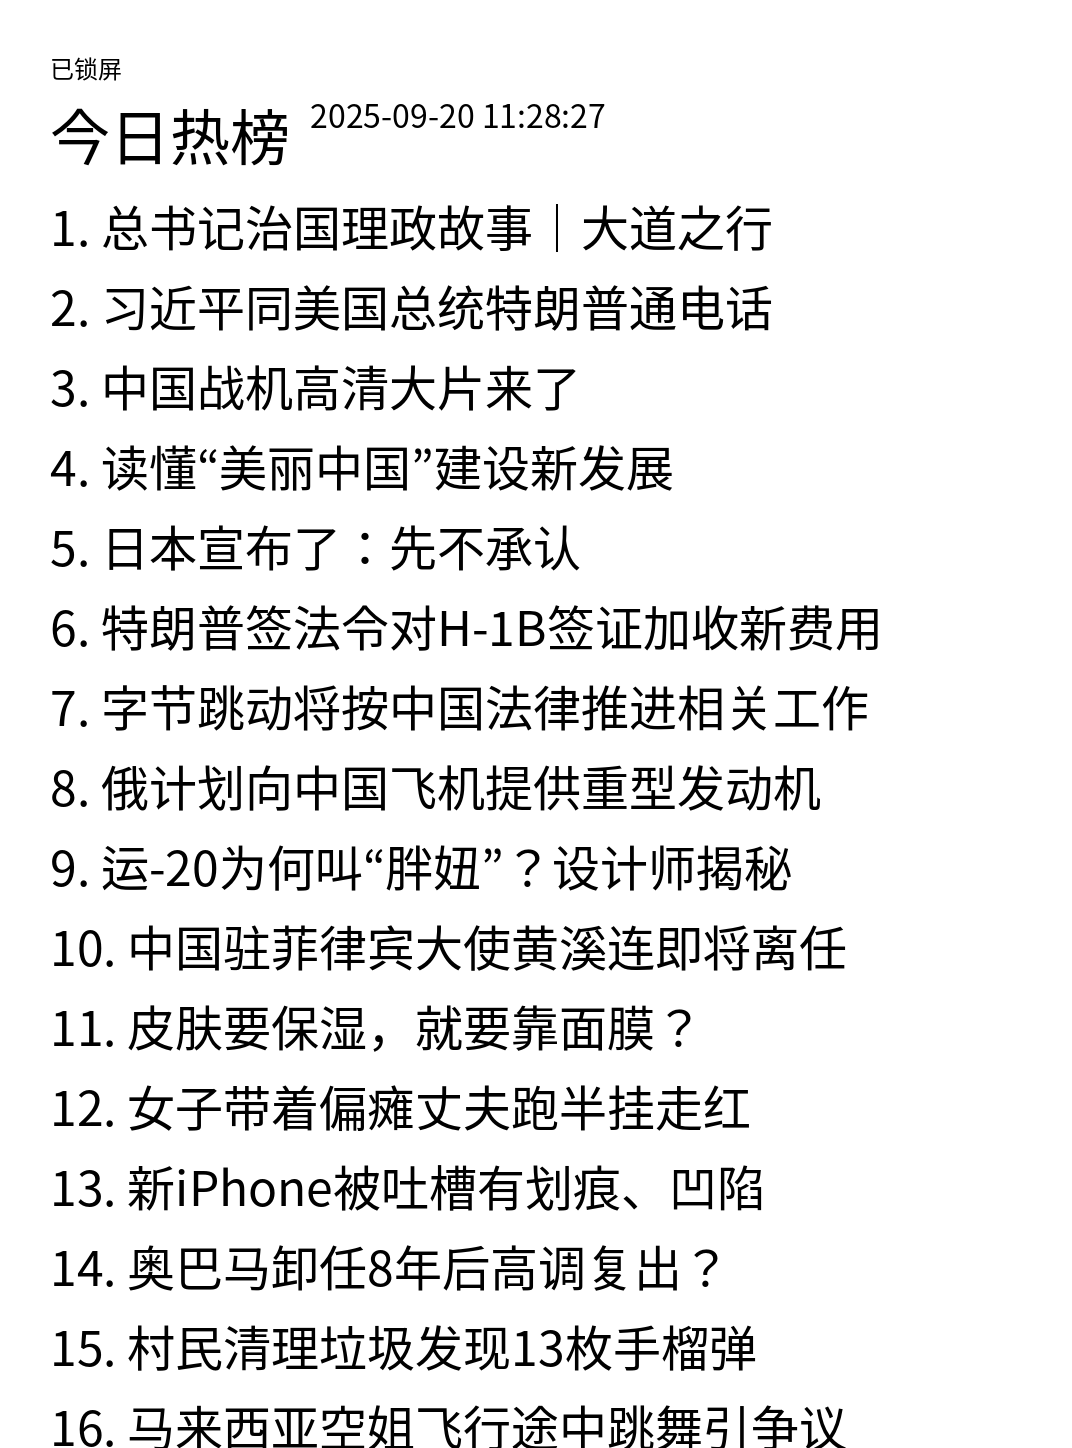 已锁屏
今日热榜 2025-09-20 11:28:27
1. 总书记治国理政故事｜大道之行
2. 习近平同美国总统特朗普通电话
3. 中国战机高清大片来了
4. 读懂“美丽中国”建设新发展
5. 日本宣布了：先不承认
6. 特朗普签法令对H-1B签证加收新费用
7. 字节跳动将按中国法律推进相关工作
8. 俄计划向中国飞机提供重型发动机
9. 运-20为何叫“胖妞”？设计师揭秘
10. 中国驻菲律宾大使黄溪连即将离任
11. 皮肤要保湿，就要靠面膜？
12. 女子带着偏瘫丈夫跑半挂走红
13. 新iPhone被吐槽有划痕、凹陷
14. 奥巴马卸任8年后高调复出？
15. 村民清理垃圾发现13枚手榴弹
16. 马来西亚空姐飞行途中跳舞引争议